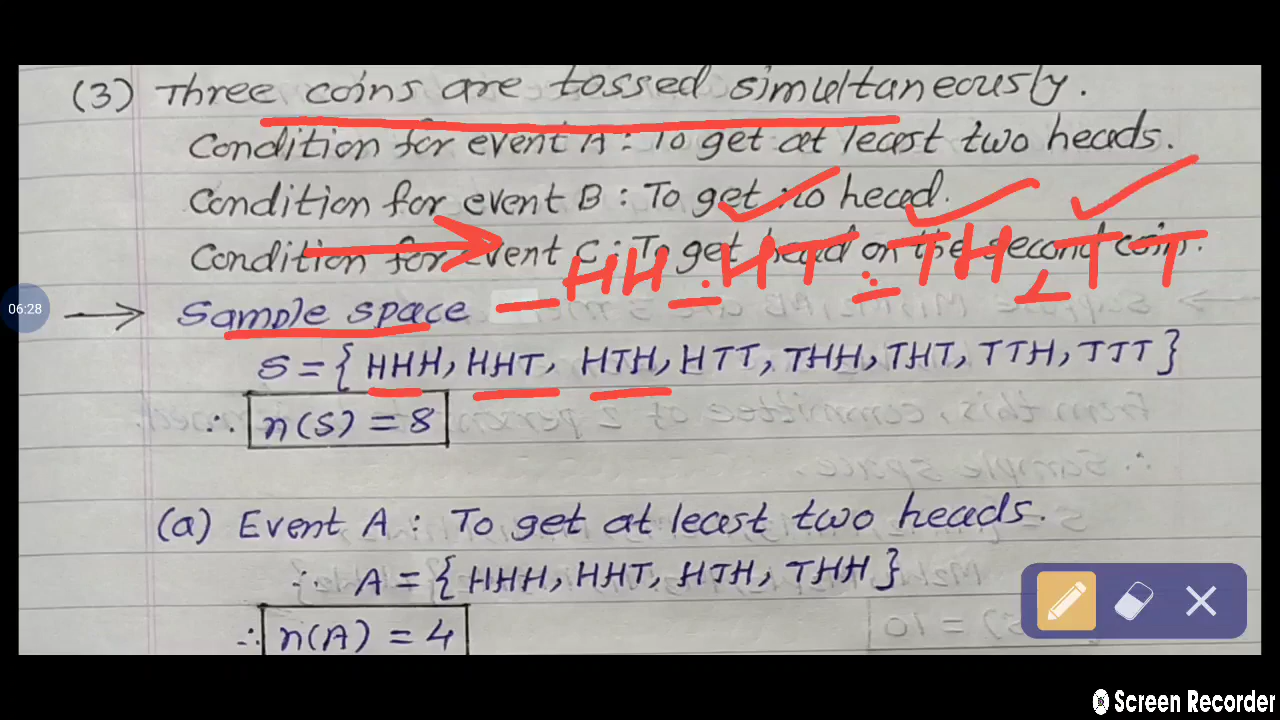 (3) Three coins are tossed simultaneously.
Condition for event A : To get at least two heads.
Condition for event B : To get no head.
Condition for event C : To get head on the second coin.
_HH : HT : TH , TT
06:28
→ Sample space
S = { HHH, HHT, HTH, HTT, THH, THT, TTH, TTT }
∴ n(S) = 8
(a) Event A : To get at least two heads.
∴ A = { HHH, HHT, HTH, THH }
∴ n(A) = 4
Screen Recorder